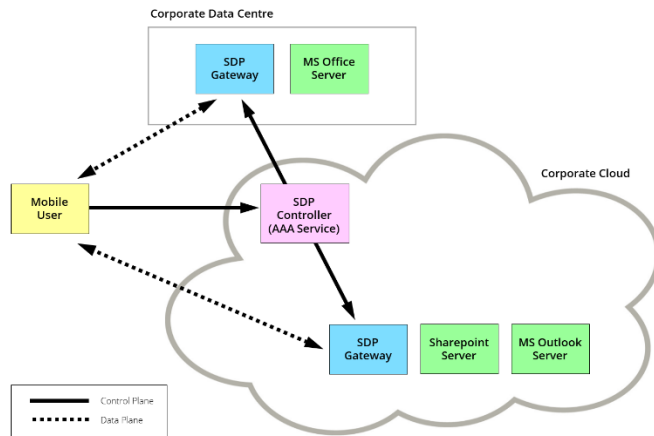 Corporate Data Centre
SDP
Gateway
MS Office
Server
Corporate Cloud
Mobile
User
SDP
Controller
(AAA Service)
SDP
Gateway
Sharepoint
Server
MS Outlook
Server
Control Plane
Data Plane